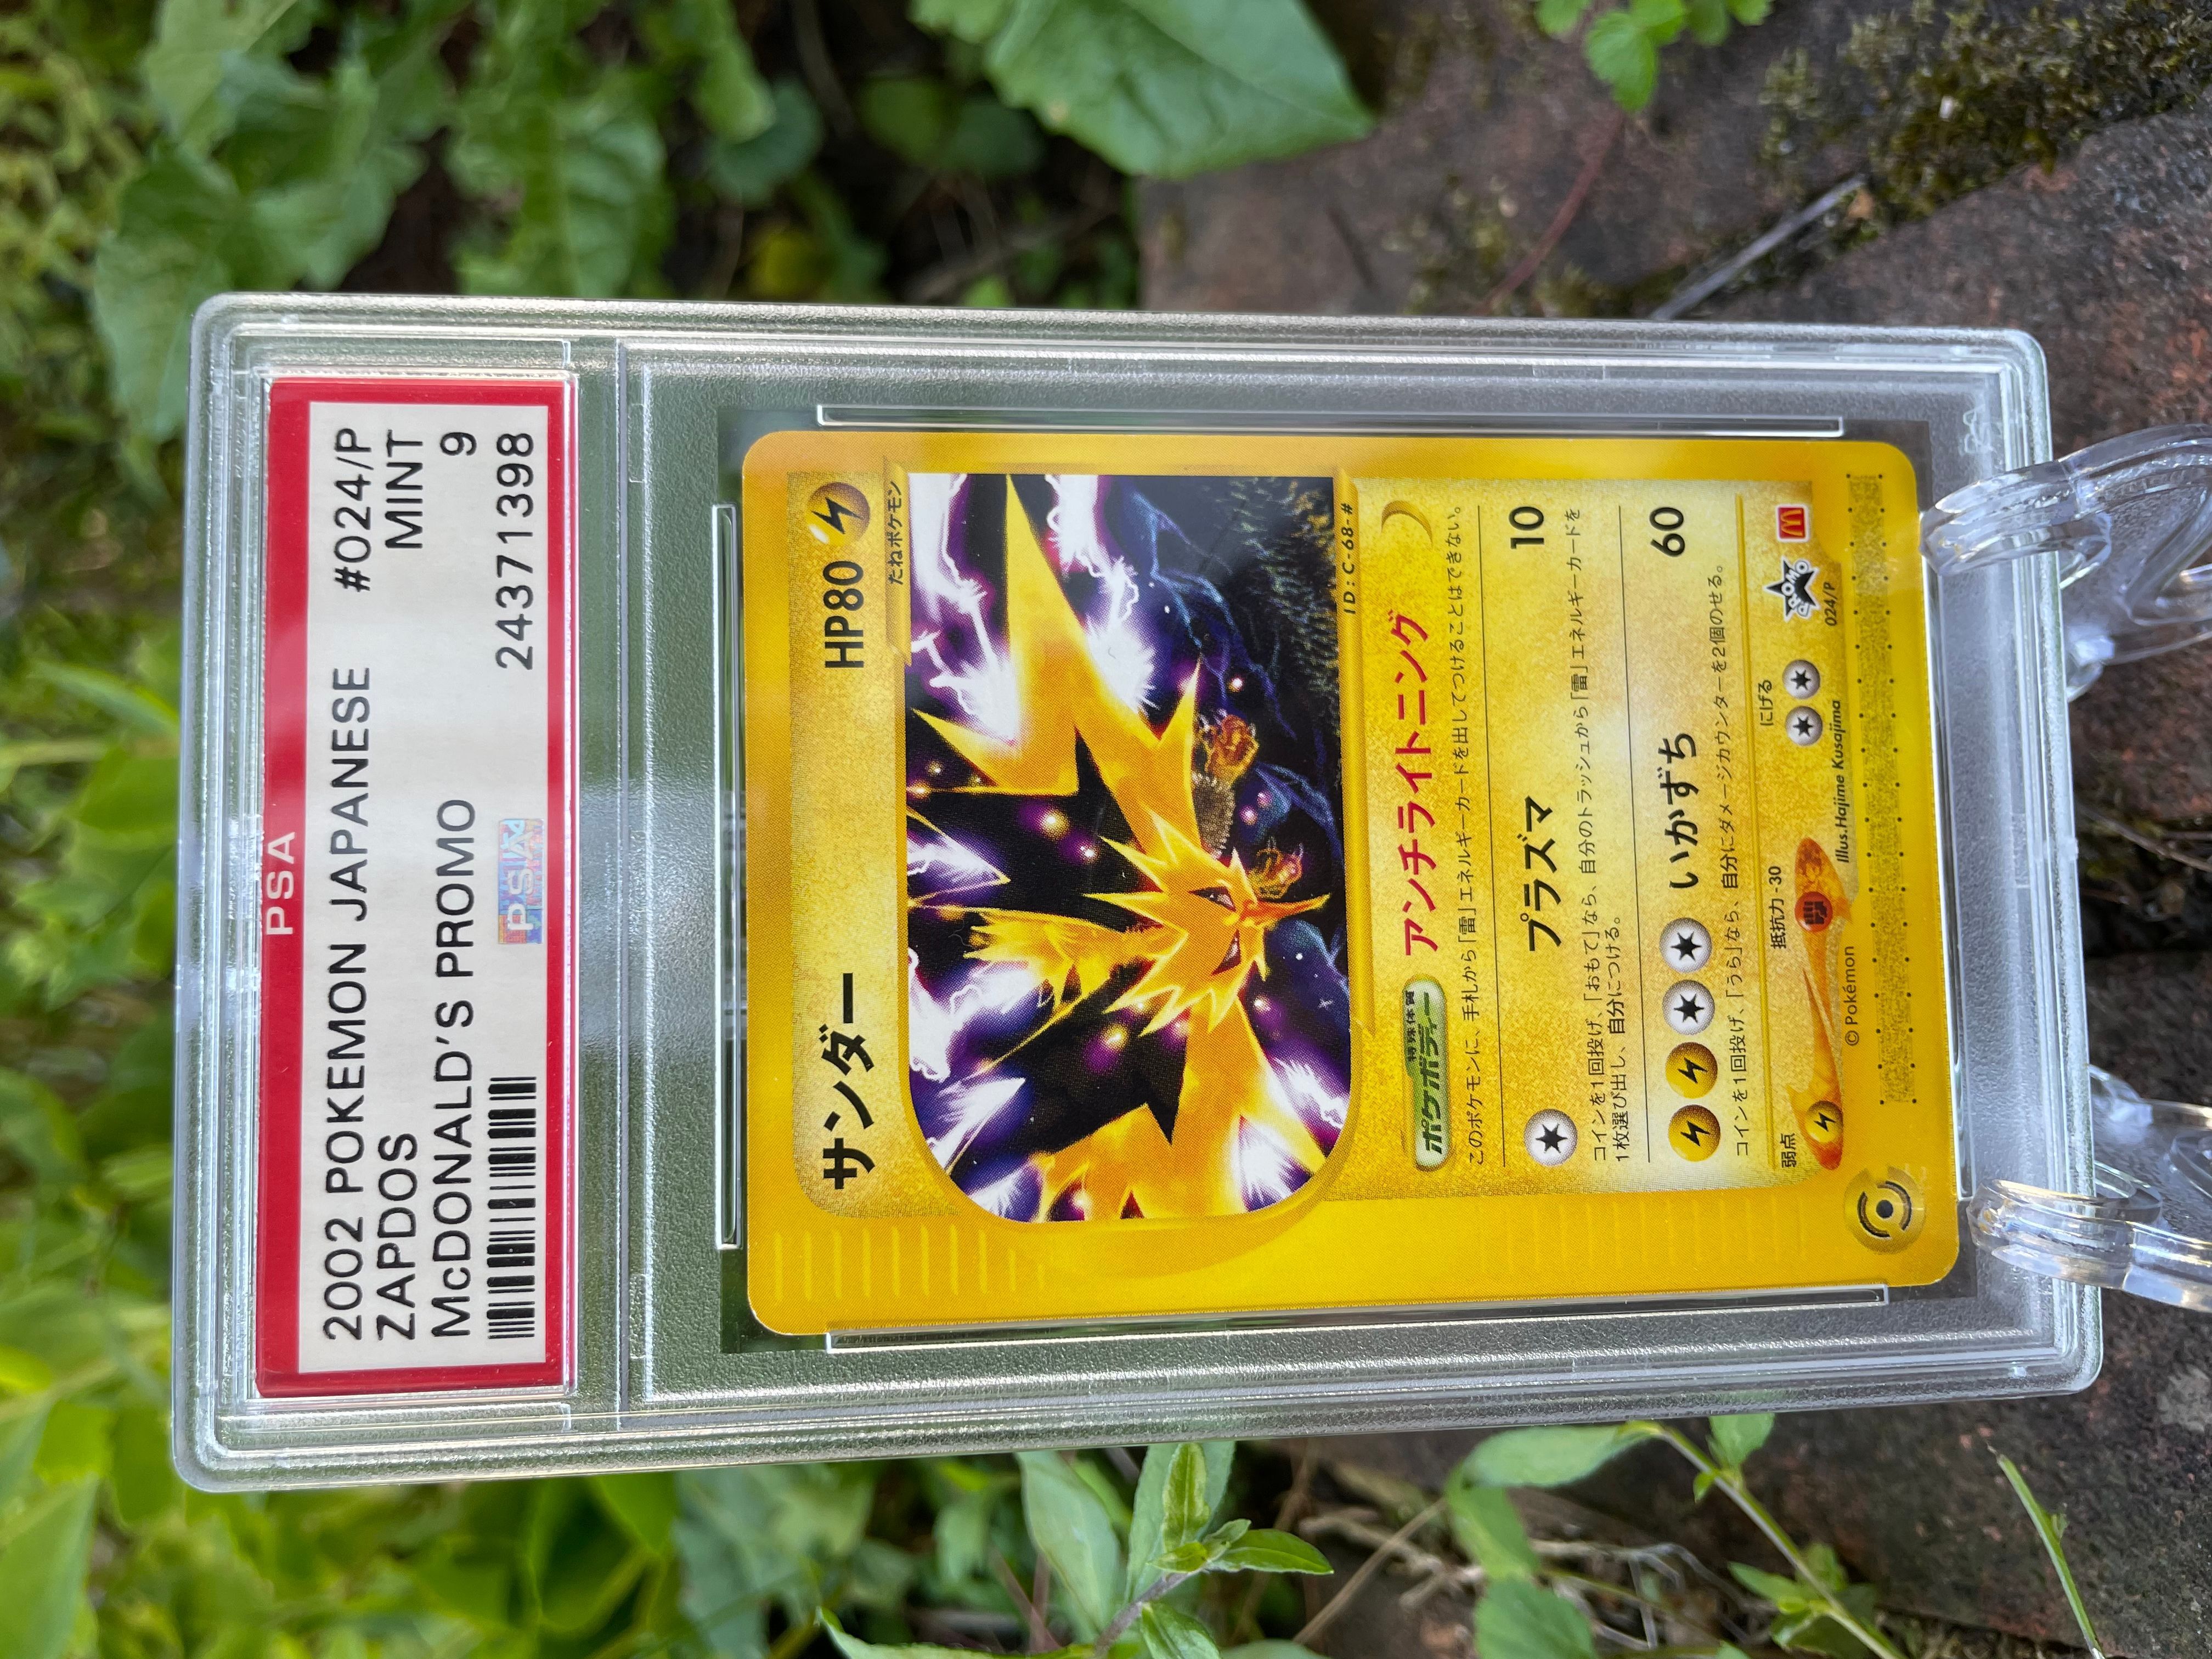 PSA
2002 POKEMON JAPANESE #024/P
ZAPDOS MINT
McDONALD'S PROMO 9
PSA
24371398
サンダー HP80
たねポケモン
ID:C-68-#
特殊体質
ポケボディー アンチライトニング
このポケモンに、手札から「雷」エネルギーカードを出してつけることはできない。
プラズマ 10
コインを1回投げ、「おもて」なら、自分のトラッシュから「雷」エネルギーカードを
1枚選び出し、自分につける。
いかずち 60
コインを1回投げ、「うら」なら、自分にダメージカウンターを2個のせる。
弱点 抵抗力・30 にげる
PROMO
024/P
© Pokémon Illus.Hajime Kusajima